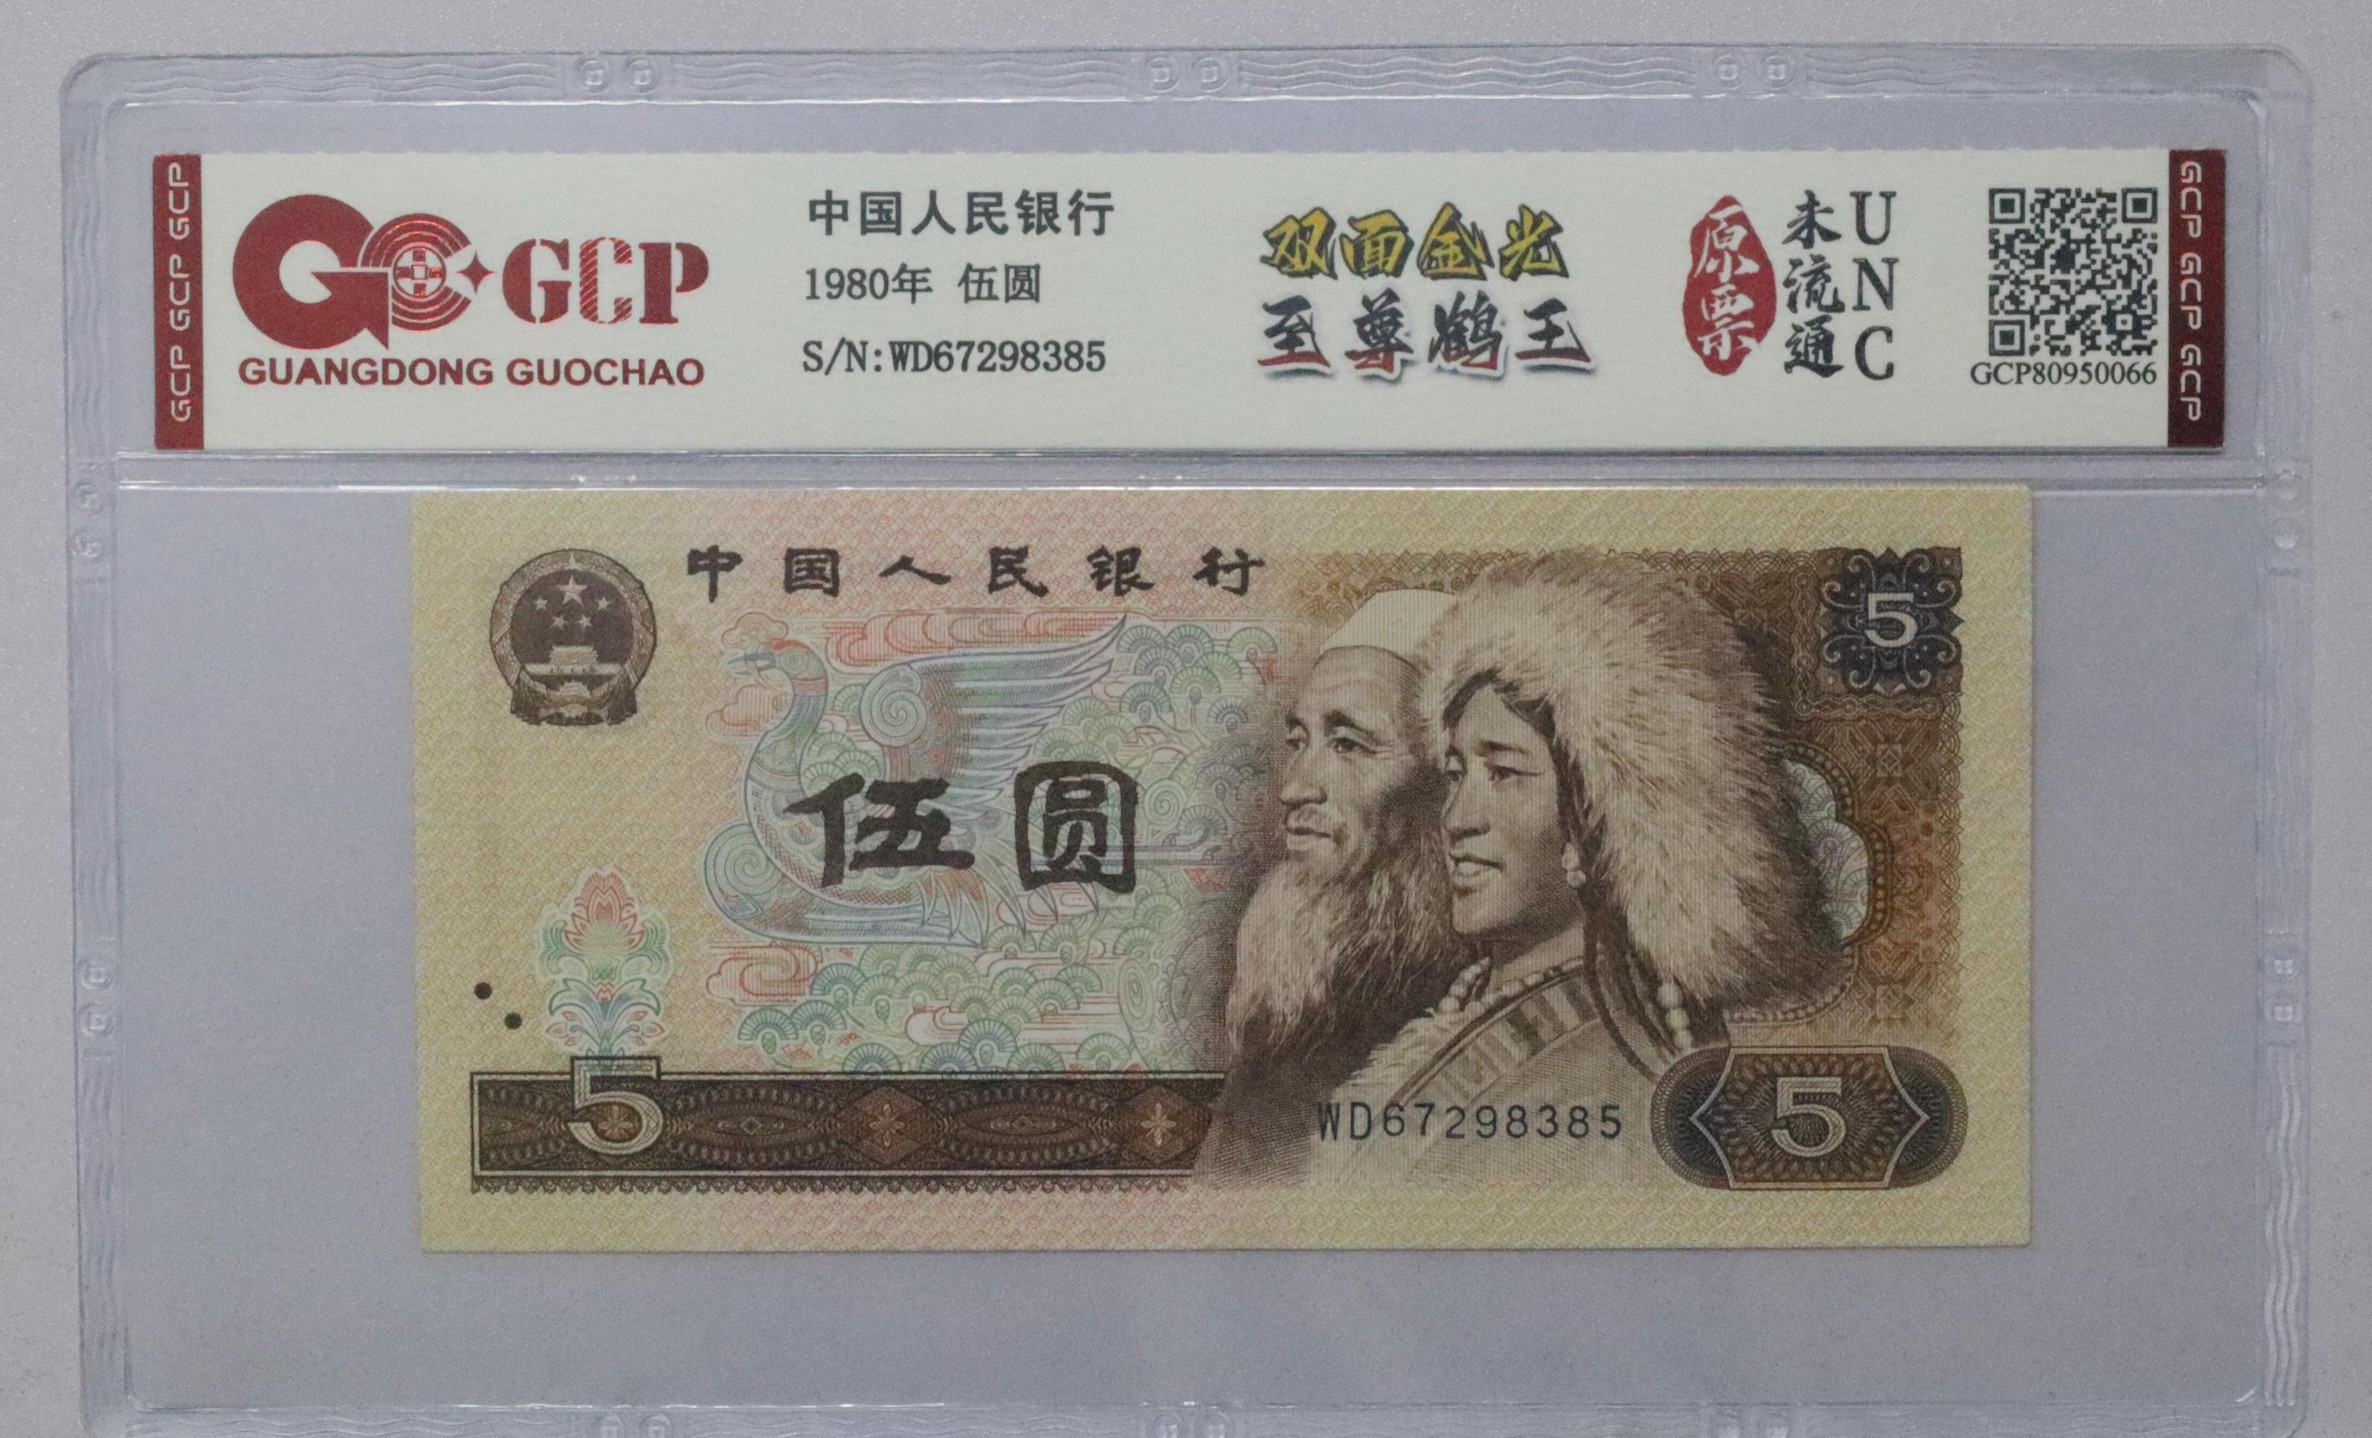 GCP GCP GCP
GCP
GUANGDONG GUOCHAO
中国人民银行
1980年 伍圆
S/N:WD67298385
双面金光
至尊鹤王
原票
未流通
UNC
GCP80950066
GCP GCP GCP
中国人民银行
5
伍圆
5
WD67298385
5